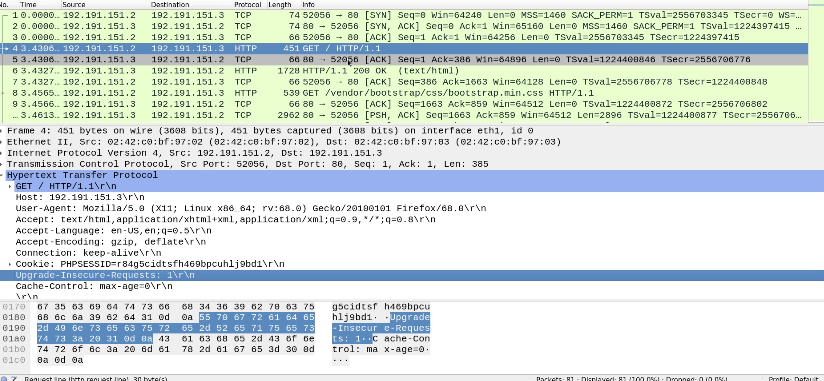 No. Time Source Destination Protocol Length Info
1 0.0000… 192.191.151.2 192.191.151.3 TCP 74 52056 → 80 [SYN] Seq=0 Win=64240 Len=0 MSS=1460 SACK_PERM=1 TSval=2556703345 TSecr=0 WS=…
2 0.0000… 192.191.151.3 192.191.151.2 TCP 74 80 → 52056 [SYN, ACK] Seq=0 Ack=1 Win=65160 Len=0 MSS=1460 SACK_PERM=1 TSval=1224397415 …
3 0.0000… 192.191.151.2 192.191.151.3 TCP 66 52056 → 80 [ACK] Seq=1 Ack=1 Win=64256 Len=0 TSval=2556703345 TSecr=1224397415
4 3.4306… 192.191.151.2 192.191.151.3 HTTP 451 GET / HTTP/1.1
5 3.4306… 192.191.151.3 192.191.151.2 TCP 66 80 → 52056 [ACK] Seq=1 Ack=386 Win=64896 Len=0 TSval=1224400846 TSecr=2556706776
6 3.4327… 192.191.151.3 192.191.151.2 HTTP 1728 HTTP/1.1 200 OK (text/html)
7 3.4327… 192.191.151.2 192.191.151.3 TCP 66 52056 → 80 [ACK] Seq=386 Ack=1663 Win=64128 Len=0 TSval=2556706778 TSecr=1224400848
8 3.4565… 192.191.151.2 192.191.151.3 HTTP 539 GET /vendor/bootstrap/css/bootstrap.min.css HTTP/1.1
9 3.4566… 192.191.151.3 192.191.151.2 TCP 66 80 → 52056 [ACK] Seq=1663 Ack=859 Win=64512 Len=0 TSval=1224400872 TSecr=2556706802
… 3.4613… 192.191.151.3 192.191.151.2 TCP 2962 80 → 52056 [PSH, ACK] Seq=1663 Ack=859 Win=64512 Len=2896 TSval=1224400877 TSecr=2556706…
Frame 4: 451 bytes on wire (3608 bits), 451 bytes captured (3608 bits) on interface eth1, id 0
Ethernet II, Src: 02:42:c0:bf:97:02 (02:42:c0:bf:97:02), Dst: 02:42:c0:bf:97:03 (02:42:c0:bf:97:03)
Internet Protocol Version 4, Src: 192.191.151.2, Dst: 192.191.151.3
Transmission Control Protocol, Src Port: 52056, Dst Port: 80, Seq: 1, Ack: 1, Len: 385
Hypertext Transfer Protocol
GET / HTTP/1.1\r\n
Host: 192.191.151.3\r\n
User-Agent: Mozilla/5.0 (X11; Linux x86_64; rv:68.0) Gecko/20100101 Firefox/68.0\r\n
Accept: text/html,application/xhtml+xml,application/xml;q=0.9,*/*;q=0.8\r\n
Accept-Language: en-US,en;q=0.5\r\n
Accept-Encoding: gzip, deflate\r\n
Connection: keep-alive\r\n
Cookie: PHPSESSID=r84g5cidtsfh469bpcuhlj9bd1\r\n
Upgrade-Insecure-Requests: 1\r\n
Cache-Control: max-age=0\r\n
\r\n
0170 67 35 63 69 64 74 73 66 68 34 36 39 62 70 63 75 g5cidtsf h469bpcu
0180 68 6c 6a 39 62 64 31 0d 0a 55 70 67 72 61 64 65 hlj9bd1· ·Upgrade
0190 2d 49 6e 73 65 63 75 72 65 2d 52 65 71 75 65 73 -Insecur e-Reques
01a0 74 73 3a 20 31 0d 0a 43 61 63 68 65 2d 43 6f 6e ts: 1··C ache-Con
01b0 74 72 6f 6c 3a 20 6d 61 78 2d 61 67 65 3d 30 0d trol: ma x-age=0·
01c0 0a 0d 0a ···
Request line (http.request.line), 30 byte(s) Packets: 81 · Displayed: 81 (100.0%) · Dropped: 0 (0.0%) Profile: Default